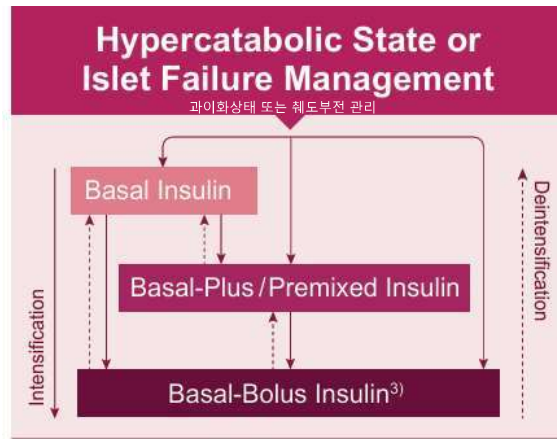 Hypercatabolic State or
Islet Failure Management
과이화상태 또는 췌도부전 관리
Basal Insulin
Basal-Plus/Premixed Insulin
Basal-Bolus Insulin³⁾
Intensification
Deintensification